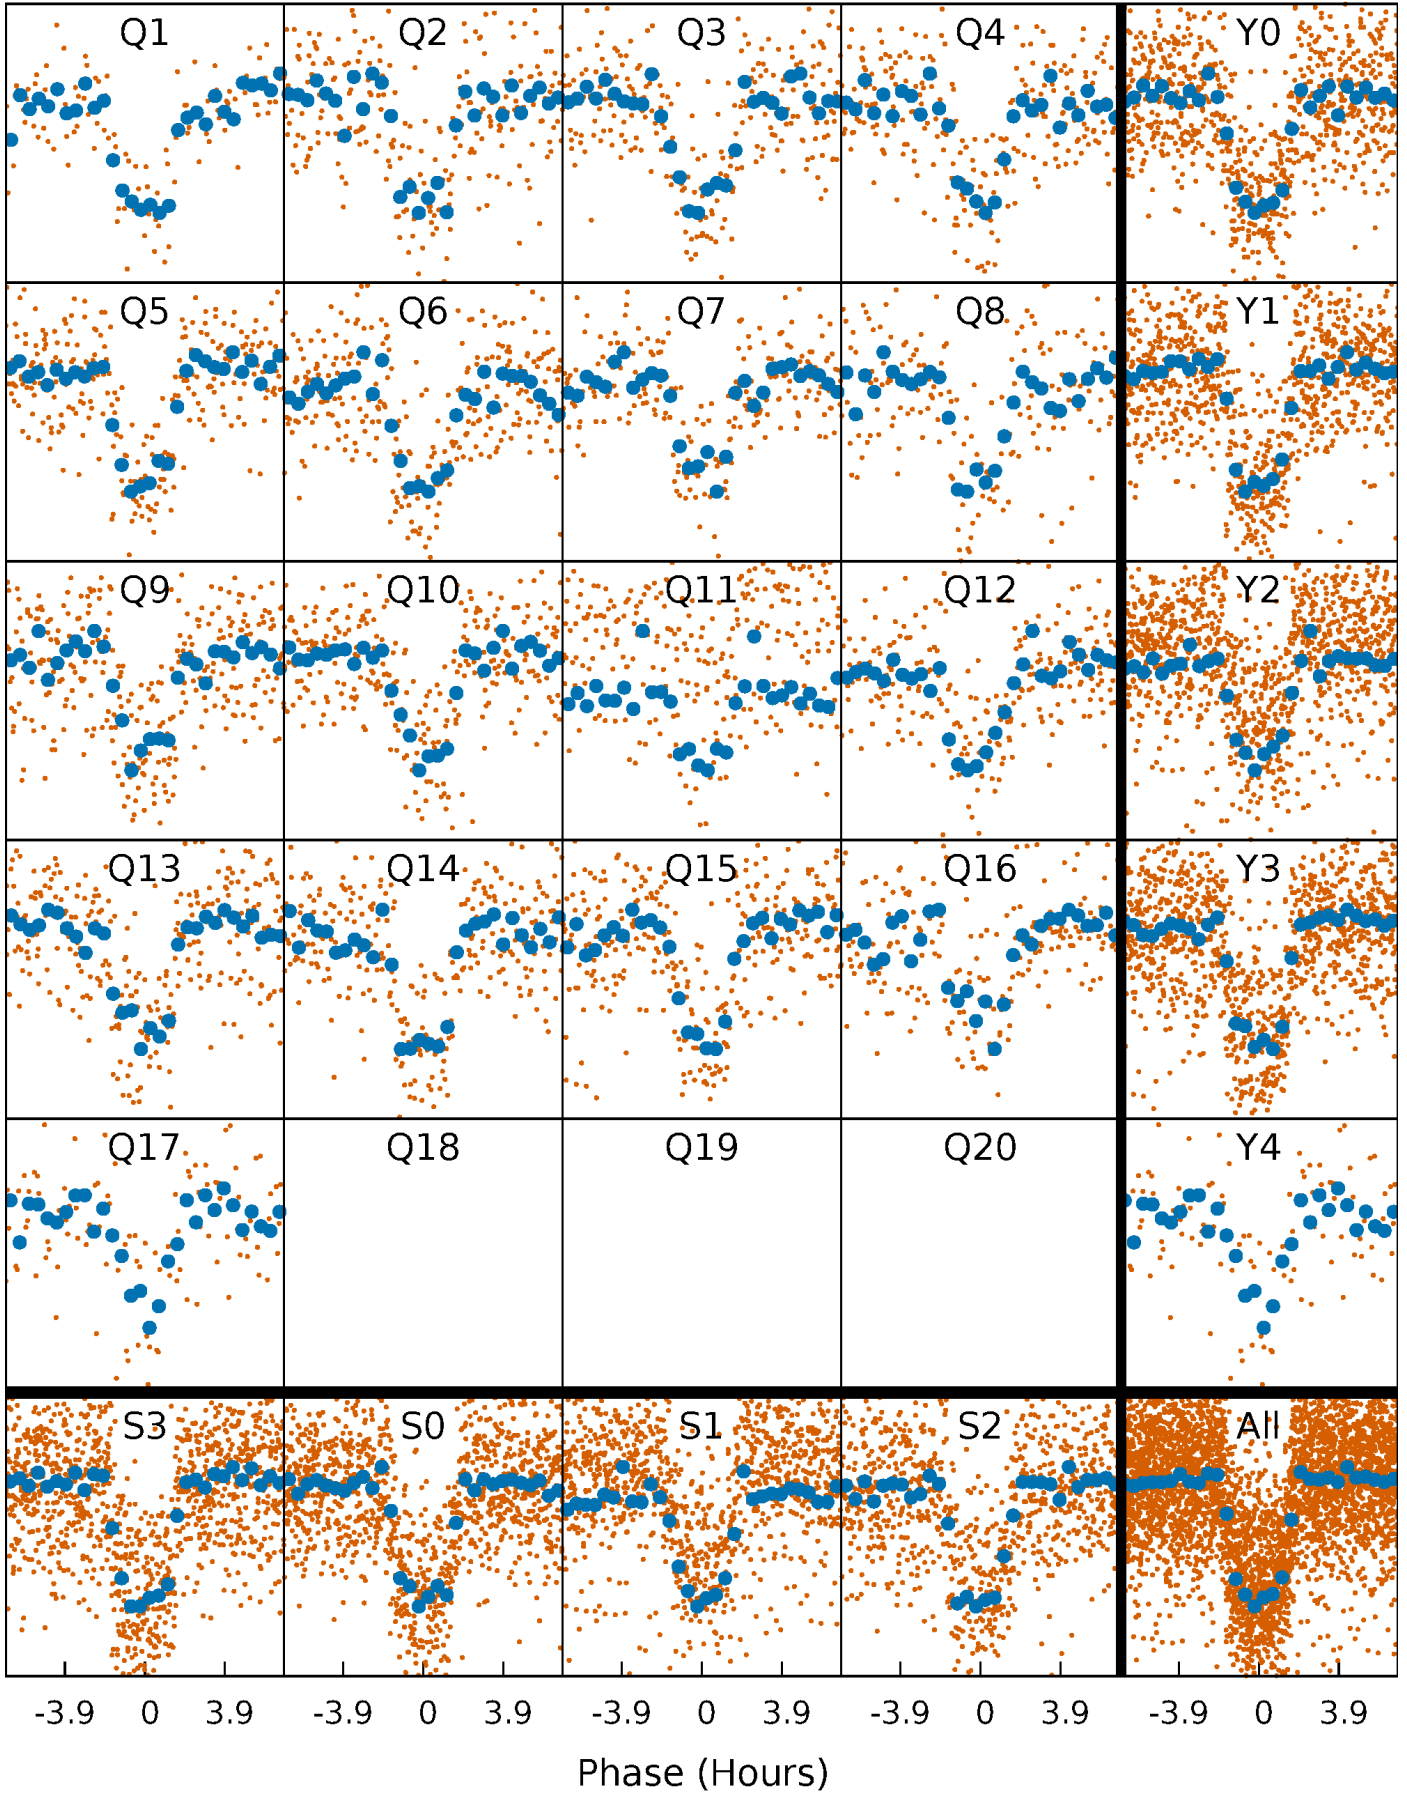 Q1 Q2 Q3 Q4 Y0
Q5 Q6 Q7 Q8 Y1
Q9 Q10 Q11 Q12 Y2
Q13 Q14 Q15 Q16 Y3
Q17 Q18 Q19 Q20 Y4
S3 S0 S1 S2 All
-3.9 0 3.9 -3.9 0 3.9 -3.9 0 3.9 -3.9 0 3.9 -3.9 0 3.9
Phase (Hours)